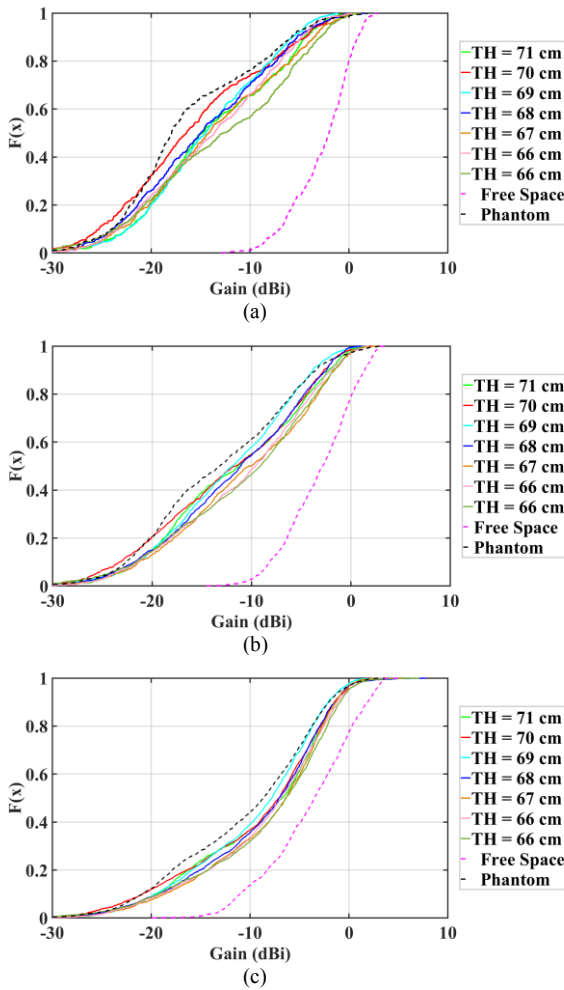 1
0.8
0.6
0.4
0.2
0
F(x)
-30 -20 -10 0 10
Gain (dBi)
TH = 71 cm
TH = 70 cm
TH = 69 cm
TH = 68 cm
TH = 67 cm
TH = 66 cm
TH = 66 cm
Free Space
Phantom
(a)
1
0.8
0.6
0.4
0.2
0
F(x)
-30 -20 -10 0 10
Gain (dBi)
TH = 71 cm
TH = 70 cm
TH = 69 cm
TH = 68 cm
TH = 67 cm
TH = 66 cm
TH = 66 cm
Free Space
Phantom
(b)
1
0.8
0.6
0.4
0.2
0
F(x)
-30 -20 -10 0 10
Gain (dBi)
TH = 71 cm
TH = 70 cm
TH = 69 cm
TH = 68 cm
TH = 67 cm
TH = 66 cm
TH = 66 cm
Free Space
Phantom
(c)